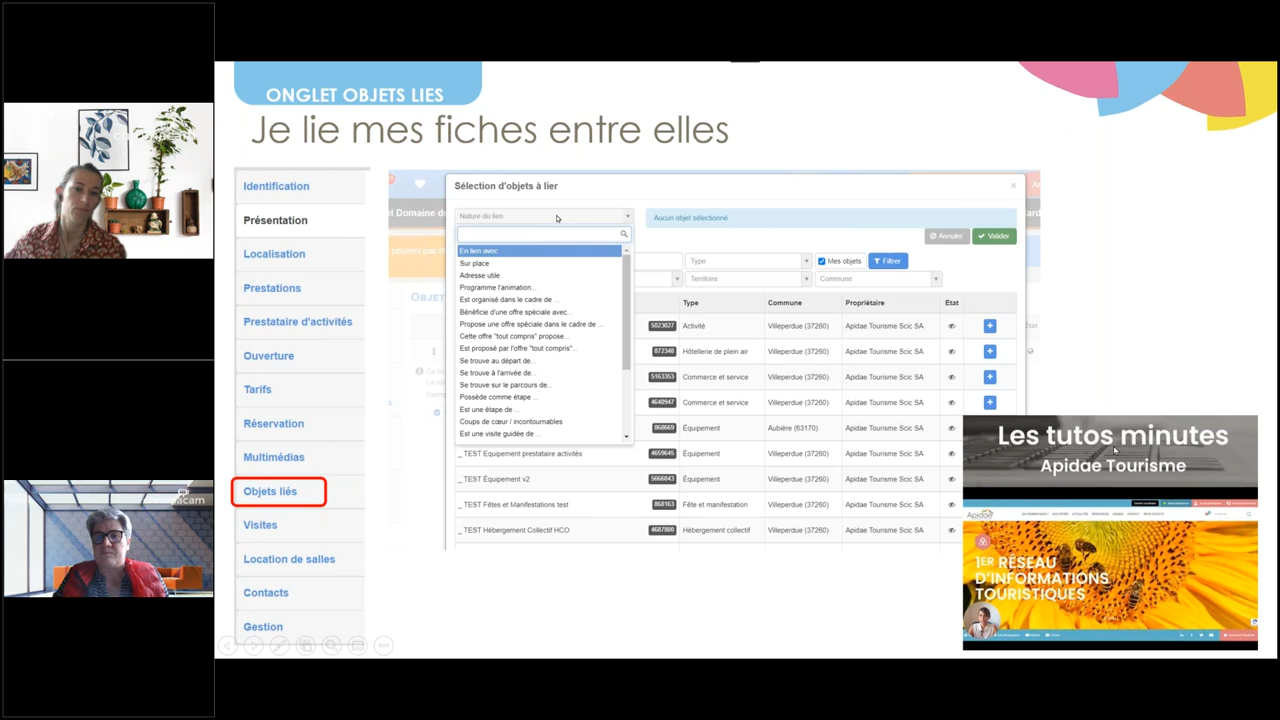 ONGLET OBJETS LIES
Je lie mes fiches entre elles
Identification
Présentation
Localisation
Prestations
Prestataire d'activités
Ouverture
Tarifs
Réservation
Multimédias
Objets liés
Visites
Location de salles
Contacts
Gestion
Sélection d'objets à lier
Nature du lien
Aucun objet sélectionné
Annuler
Valider
En lien avec
Sur place
Adresse utile
Programme l'animation...
Est organisé dans le cadre de ...
Bénéficie d'une offre spéciale avec...
Propose une offre spéciale dans le cadre de ...
Cette offre "tout compris" propose...
Est proposé par l'offre "tout compris"...
Se trouve au départ de...
Se trouve à l'arrivée de...
Se trouve sur le parcours de...
Possède comme étape ...
Est une étape de ...
Coups de cœur / incontournables
Est une visite guidée de ...
Type
Mes objets
Filtrer
Territoire
Commune
Type Commune Propriétaire Etat
5023627 Activité Villeperdue (37260) Apidae Tourisme Scic SA
872340 Hôtellerie de plein air Villeperdue (37260) Apidae Tourisme Scic SA
5163353 Commerce et service Villeperdue (37260) Apidae Tourisme Scic SA
4640947 Commerce et service Villeperdue (37260) Apidae Tourisme Scic SA
868669 Équipement Aubière (63170) Apidae Tourisme Scic SA
_ TEST Equipement prestataire activités 4659645 Équipement Villeperdue (37260) Apidae Tourisme Scic SA
_ TEST Équipement v2 5666043 Équipement Villeperdue (37260) Apidae Tourisme Scic SA
_ TEST Fêtes et Manifestations test 868163 Fête et manifestation Villeperdue (37260) Apidae Tourisme Scic SA
_ TEST Hébergement Collectif HCO 4687800 Hébergement collectif Villeperdue (37260) Apidae Tourisme Scic SA
Les tutos minutes
Apidae Tourisme
Apidae
1ER RÉSEAU
D'INFORMATIONS
TOURISTIQUES